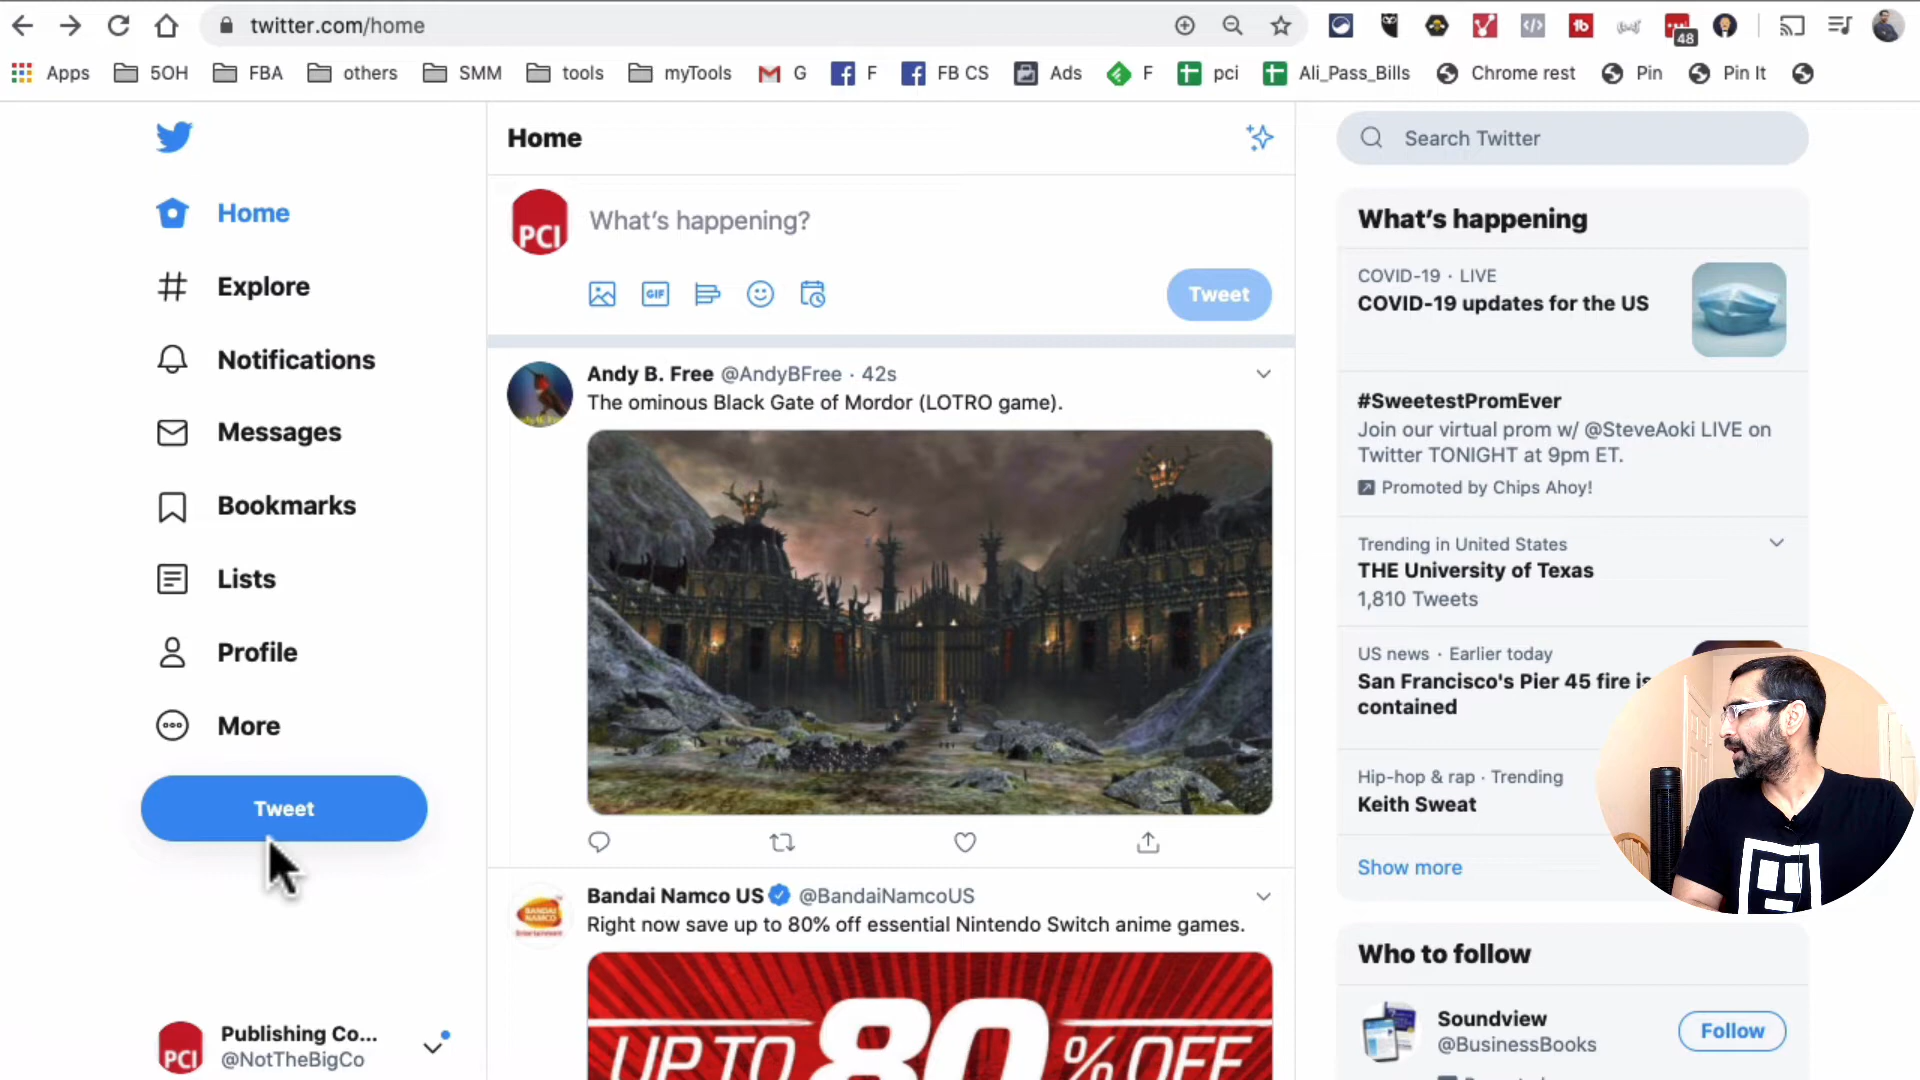 twitter.com/home
48
Apps 5OH FBA others SMM tools myTools G F FB CS Ads F pci Ali_Pass_Bills Chrome rest Pin Pin It
Home
Explore
Notifications
Messages
Bookmarks
Lists
Profile
More
Tweet
PCI
Publishing Co...
@NotTheBigCo
Home
PCI
What's happening?
GIF
Tweet
Andy B. Free @AndyBFree · 42s
The ominous Black Gate of Mordor (LOTRO game).
BANDAI NAMCO
Bandai Namco US @BandaiNamcoUS
Right now save up to 80% off essential Nintendo Switch anime games.
UP TO 80% OFF
Search Twitter
What's happening
COVID-19 · LIVE
COVID-19 updates for the US
#SweetestPromEver
Join our virtual prom w/ @SteveAoki LIVE on
Twitter TONIGHT at 9pm ET.
Promoted by Chips Ahoy!
Trending in United States
THE University of Texas
1,810 Tweets
US news · Earlier today
San Francisco's Pier 45 fire is
contained
Hip-hop & rap · Trending
Keith Sweat
Show more
Who to follow
Soundview
@BusinessBooks
Follow